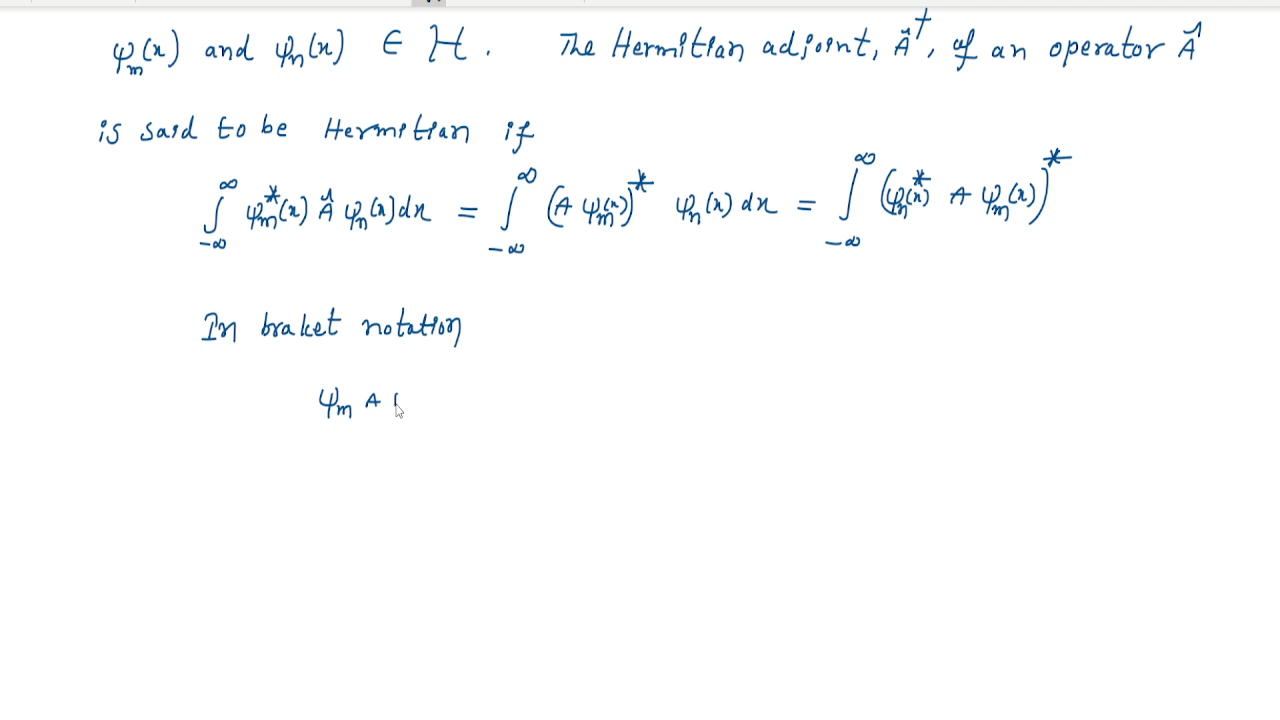 ψₘ(x) and ψₙ(x) ∈ H. The Hermitian adjoint, Â†, of an operator Â
is said to be Hermitian if
∫_{-∞}^{∞} ψₘ*(x) Â ψₙ(x) dx = ∫_{-∞}^{∞} (A ψₘ(x))* ψₙ(x) dx = ∫_{-∞}^{∞} (ψₙ*(x) A ψₘ(x))*
In braket notation
ψₘ A